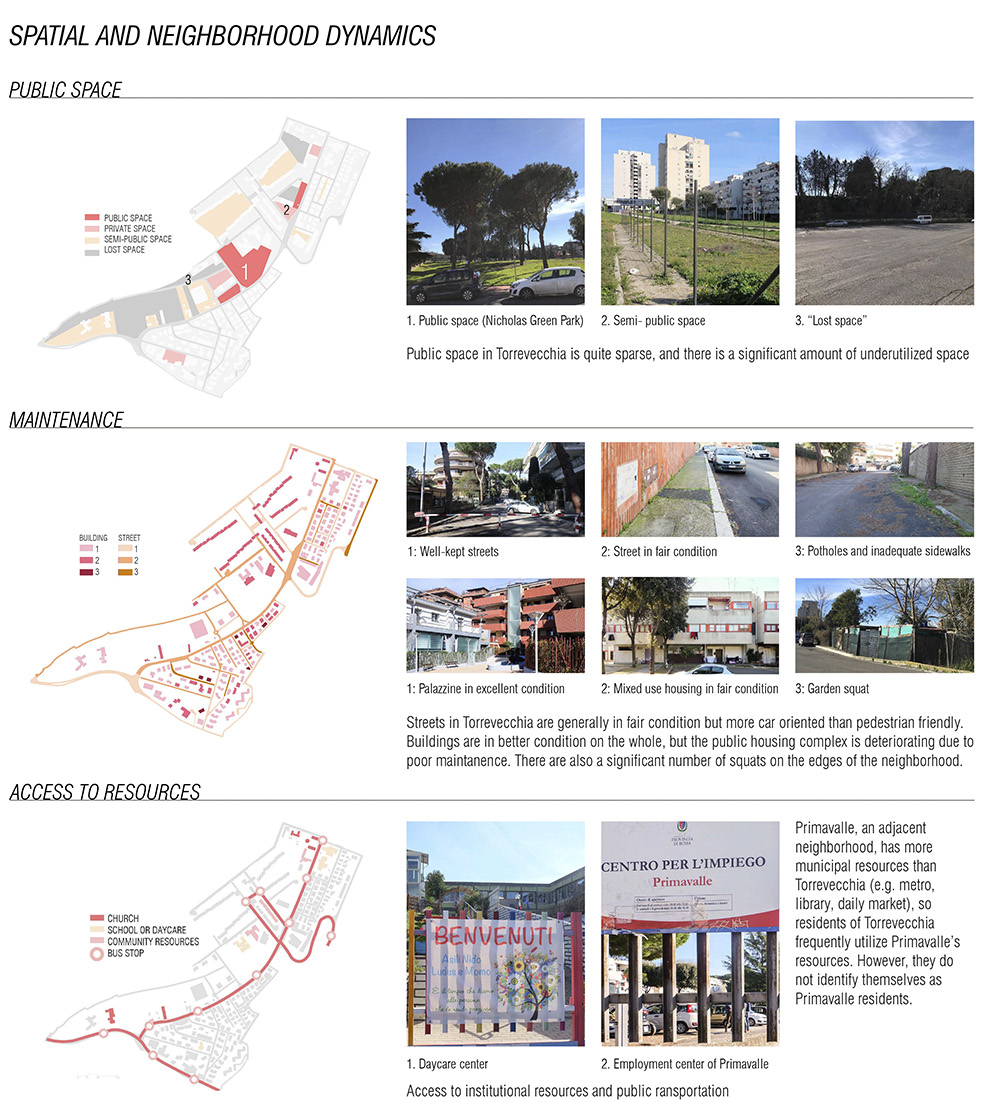 SPATIAL AND NEIGHBORHOOD DYNAMICS
PUBLIC SPACE
PUBLIC SPACE
PRIVATE SPACE
SEMI-PUBLIC SPACE
LOST SPACE
1
2
3
1. Public space (Nicholas Green Park)
2. Semi- public space
3. “Lost space”
Public space in Torrevecchia is quite sparse, and there is a significant amount of underutilized space
MAINTENANCE
BUILDING STREET
1 1
2 2
3 3
1: Well-kept streets
2: Street in fair condition
3: Potholes and inadequate sidewalks
1: Palazzine in excellent condition
2: Mixed use housing in fair condition
3: Garden squat
Streets in Torrevecchia are generally in fair condition but more car oriented than pedestrian friendly.
Buildings are in better condition on the whole, but the public housing complex is deteriorating due to
poor maintanence. There are also a significant number of squats on the edges of the neighborhood.
ACCESS TO RESOURCES
CHURCH
SCHOOL OR DAYCARE
COMMUNITY RESOURCES
BUS STOP
BENVENUTI
Asili Nido
Ludus e Momo
PROVINCIA
DI ROMA
CENTRO PER L'IMPIEGO
Primavalle
1. Daycare center
2. Employment center of Primavalle
Primavalle, an adjacent
neighborhood, has more
municipal resources than
Torrevecchia (e.g. metro,
library, daily market), so
residents of Torrevecchia
frequently utilize Primavalle’s
resources. However, they do
not identify themselves as
Primavalle residents.
Access to institutional resources and public ransportation